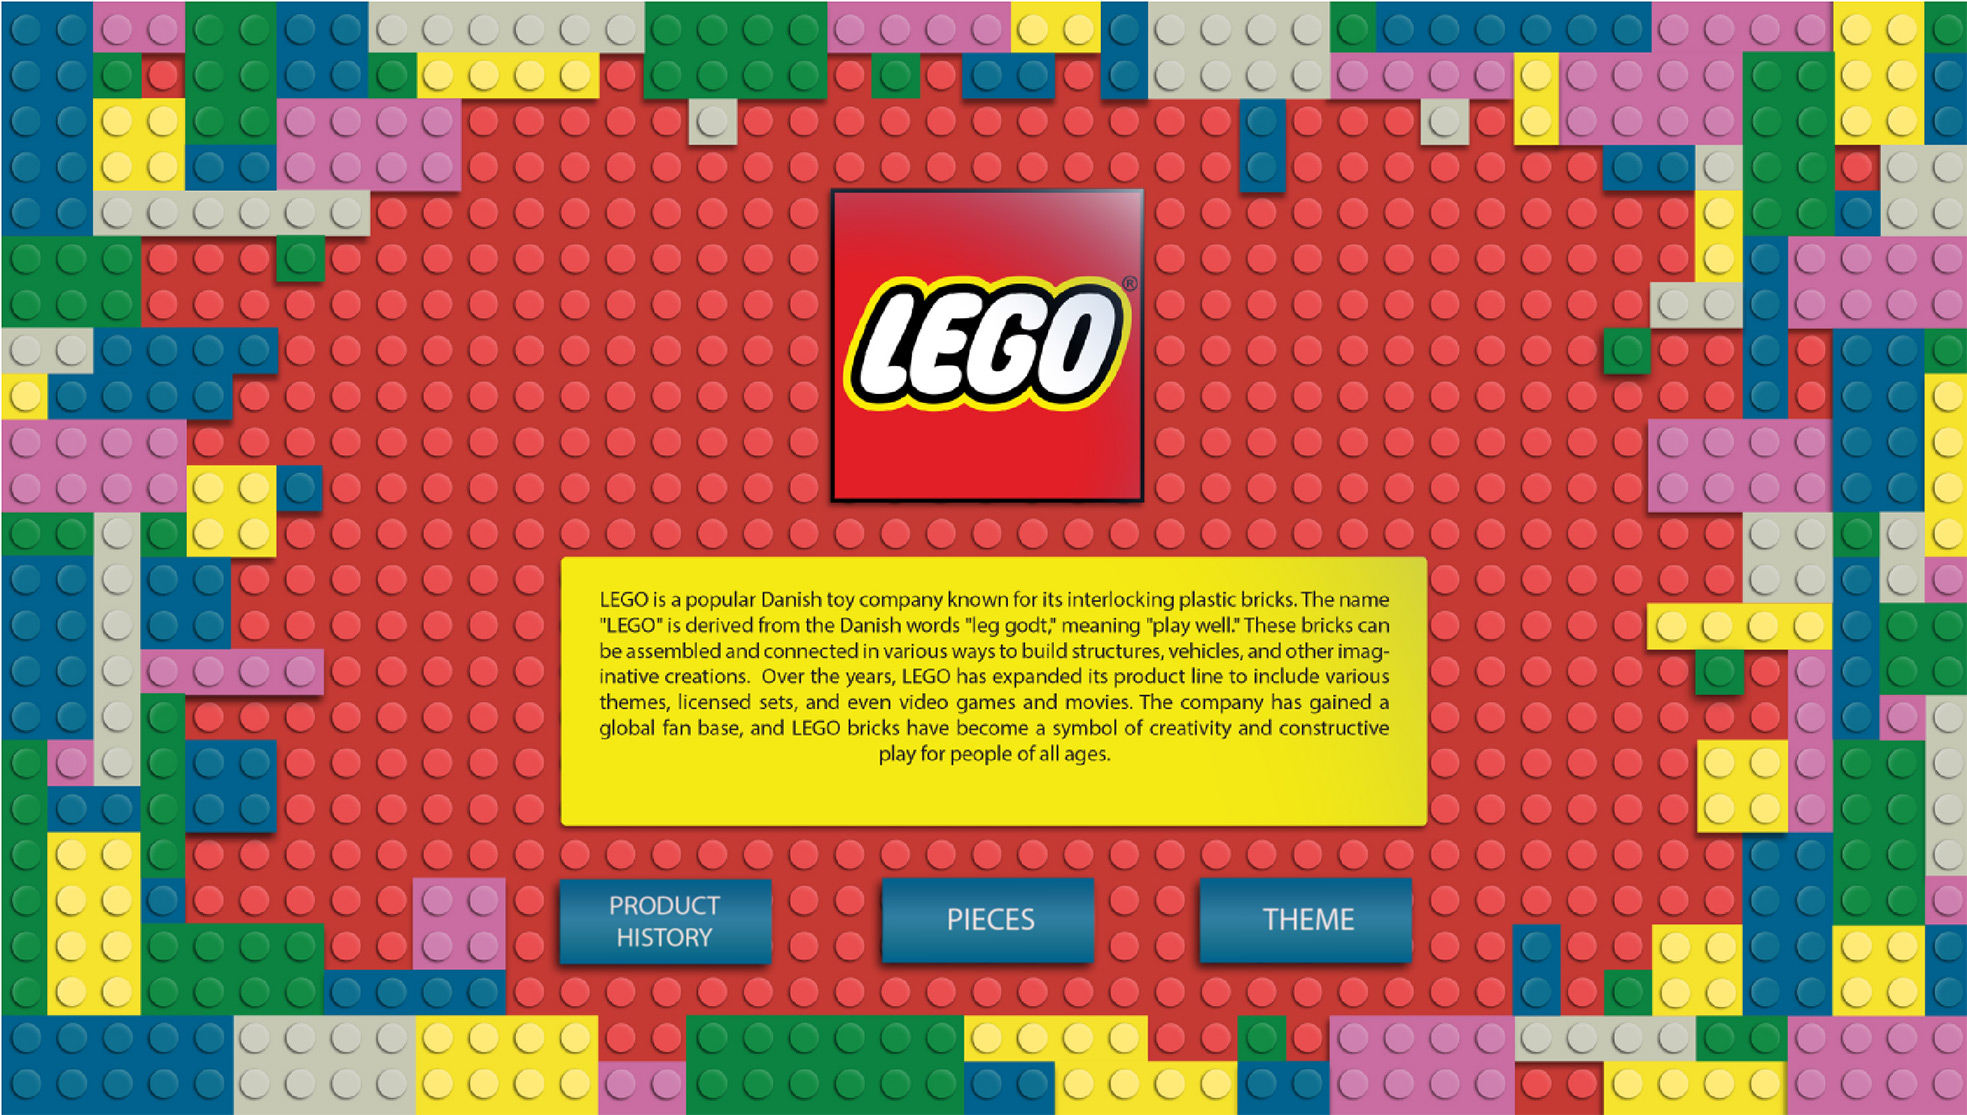 LEGO®
LEGO is a popular Danish toy company known for its interlocking plastic bricks. The name
"LEGO" is derived from the Danish words "leg godt," meaning "play well." These bricks can
be assembled and connected in various ways to build structures, vehicles, and other imag-
inative creations.  Over the years, LEGO has expanded its product line to include various
themes, licensed sets, and even video games and movies. The company has gained a
global fan base, and LEGO bricks have become a symbol of creativity and constructive
play for people of all ages.
PRODUCT
HISTORY
PIECES
THEME